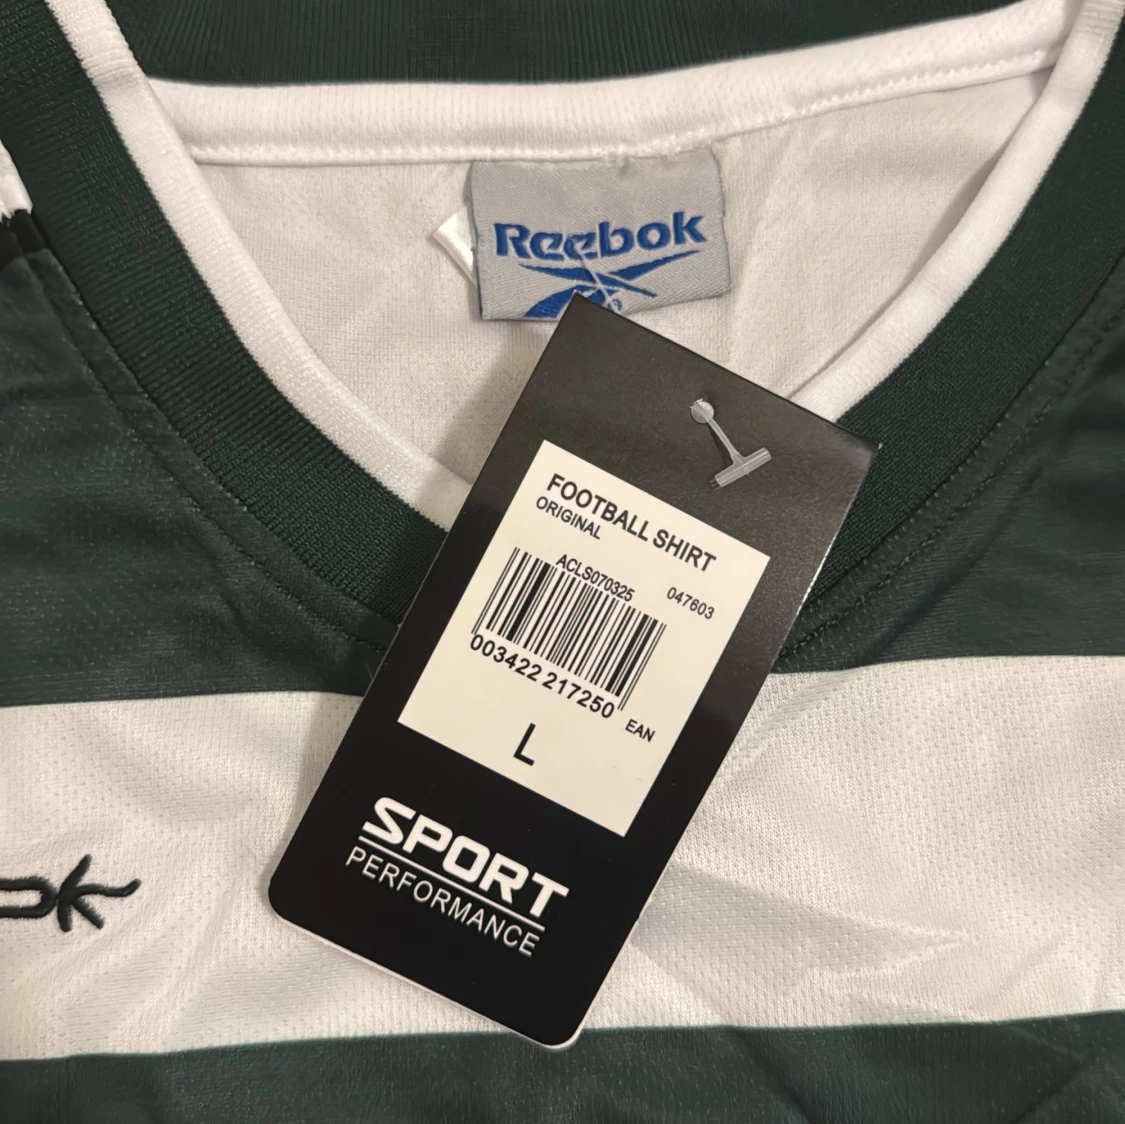 Reebok
FOOTBALL SHIRT
ORIGINAL
ACLS070325 047603
003422 217250 EAN
L
SPORT
PERFORMANCE